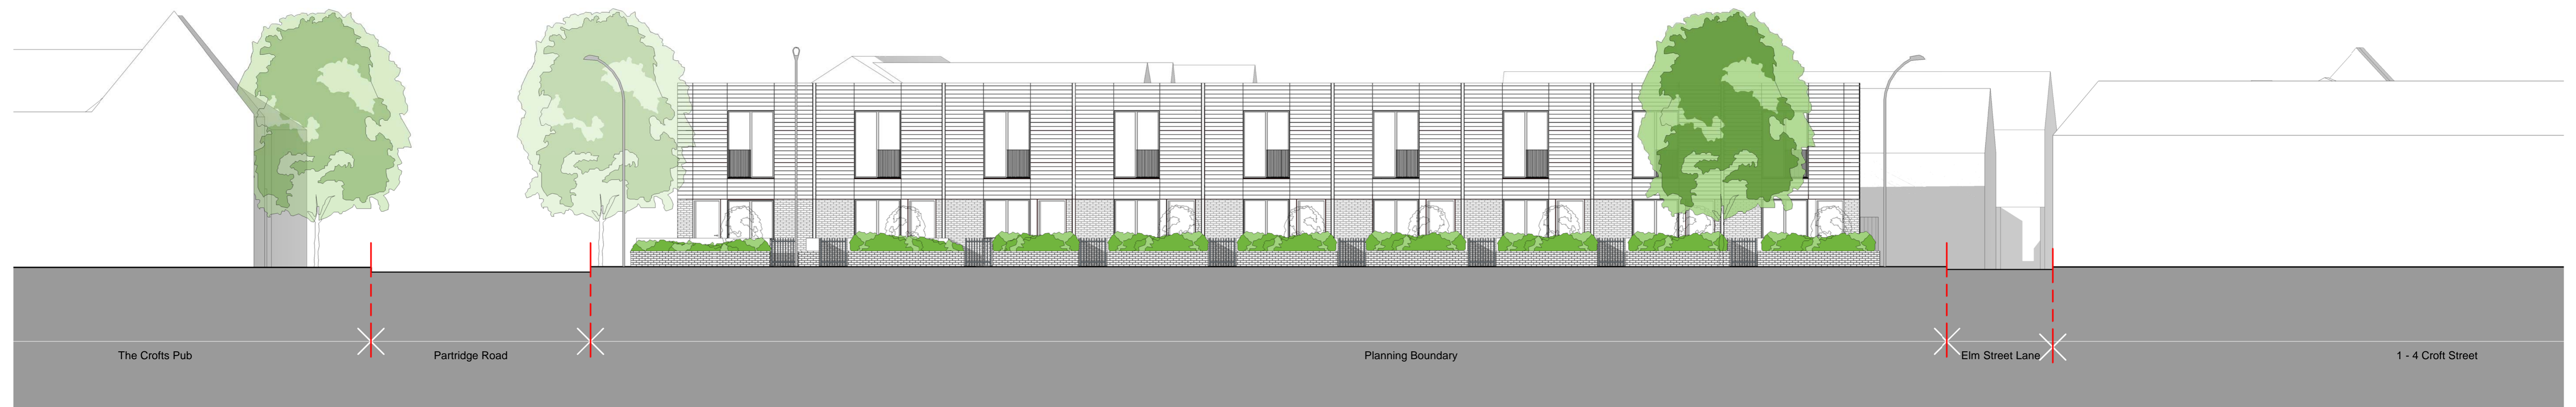 The Crofts Pub
Partridge Road
Planning Boundary
Elm Street Lane
1 - 4 Croft Street